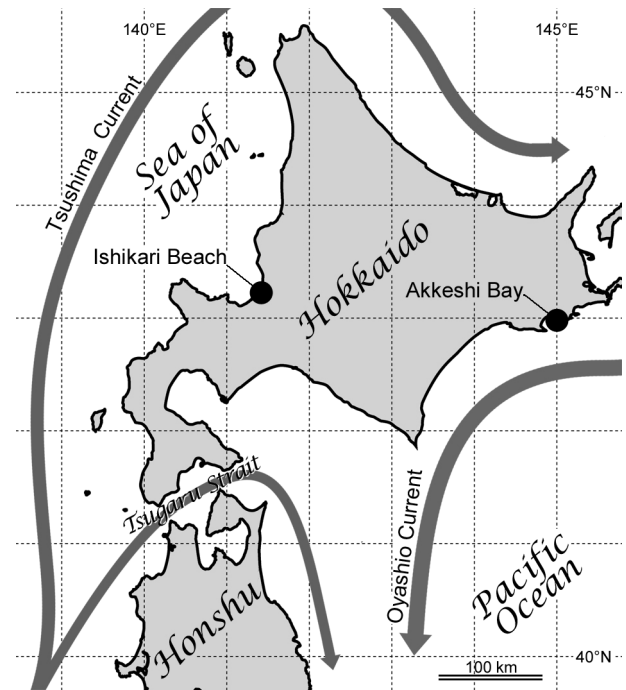 140°E
145°E
45°N
Tsushima Current
Sea of
Japan
Ishikari Beach
Hokkaido
Akkeshi Bay
Tsugaru Strait
Oyashio Current
Pacific
Ocean
Honshu
40°N
100 km